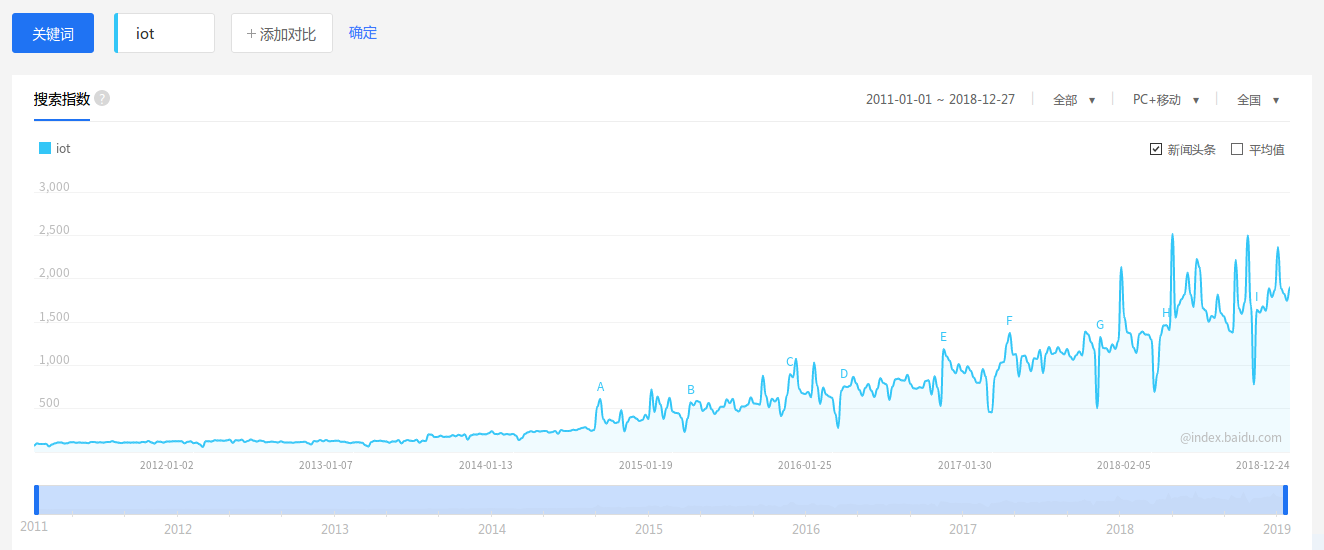 关键词 iot + 添加对比 确定
搜索指数 ? 2011-01-01 ~ 2018-12-27 全部 ▼ PC+移动 ▼ 全国 ▼
iot 新闻头条 平均值
3,000
2,500
2,000
1,500
1,000
500
A
B
C
D
E
F
G
H
I
@index.baidu.com
2012-01-02 2013-01-07 2014-01-13 2015-01-19 2016-01-25 2017-01-30 2018-02-05 2018-12-24
2011 2012 2013 2014 2015 2016 2017 2018 2019